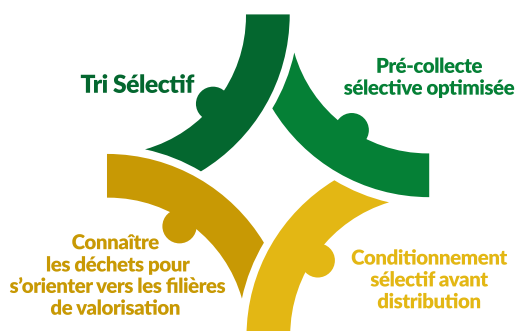 Tri Sélectif
Pré-collecte
sélective optimisée
Connaître
les déchets pour
s'orienter vers les filières
de valorisation
Conditionnement
sélectif avant
distribution